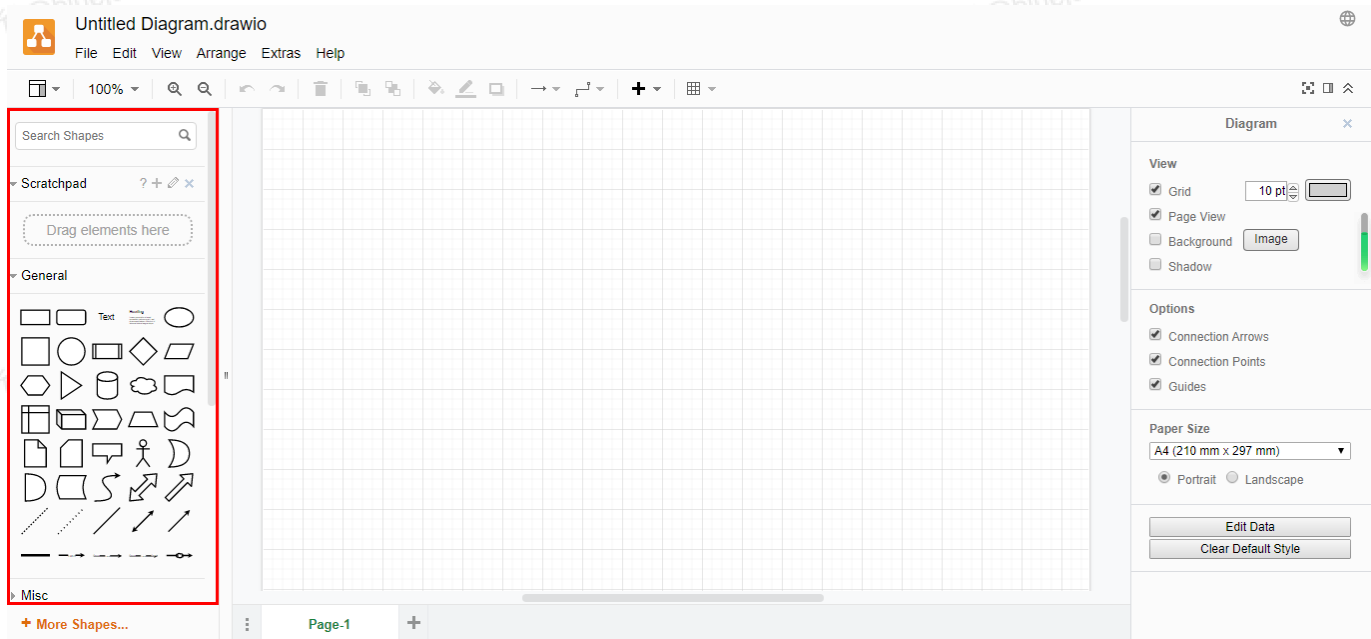 Untitled Diagram.drawio
File Edit View Arrange Extras Help
100%
Search Shapes
Scratchpad ?
Drag elements here
General
Text
Misc
+ More Shapes...
Page-1
Diagram
View
Grid 10 pt
Page View
Background Image
Shadow
Options
Connection Arrows
Connection Points
Guides
Paper Size
A4 (210 mm x 297 mm)
Portrait Landscape
Edit Data
Clear Default Style